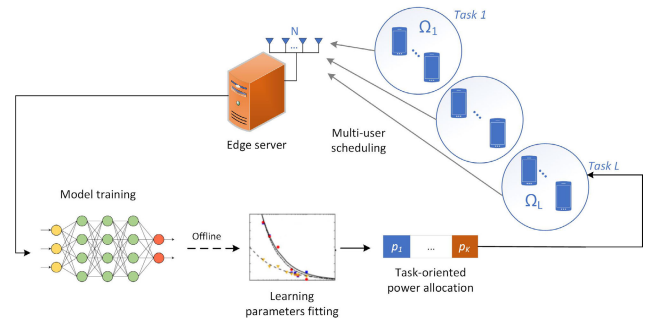 N
Task 1
Ω1
Edge server
Multi-user
scheduling
Task L
ΩL
Model training
Offline
p1 ... pK
Learning
parameters fitting
Task-oriented
power allocation